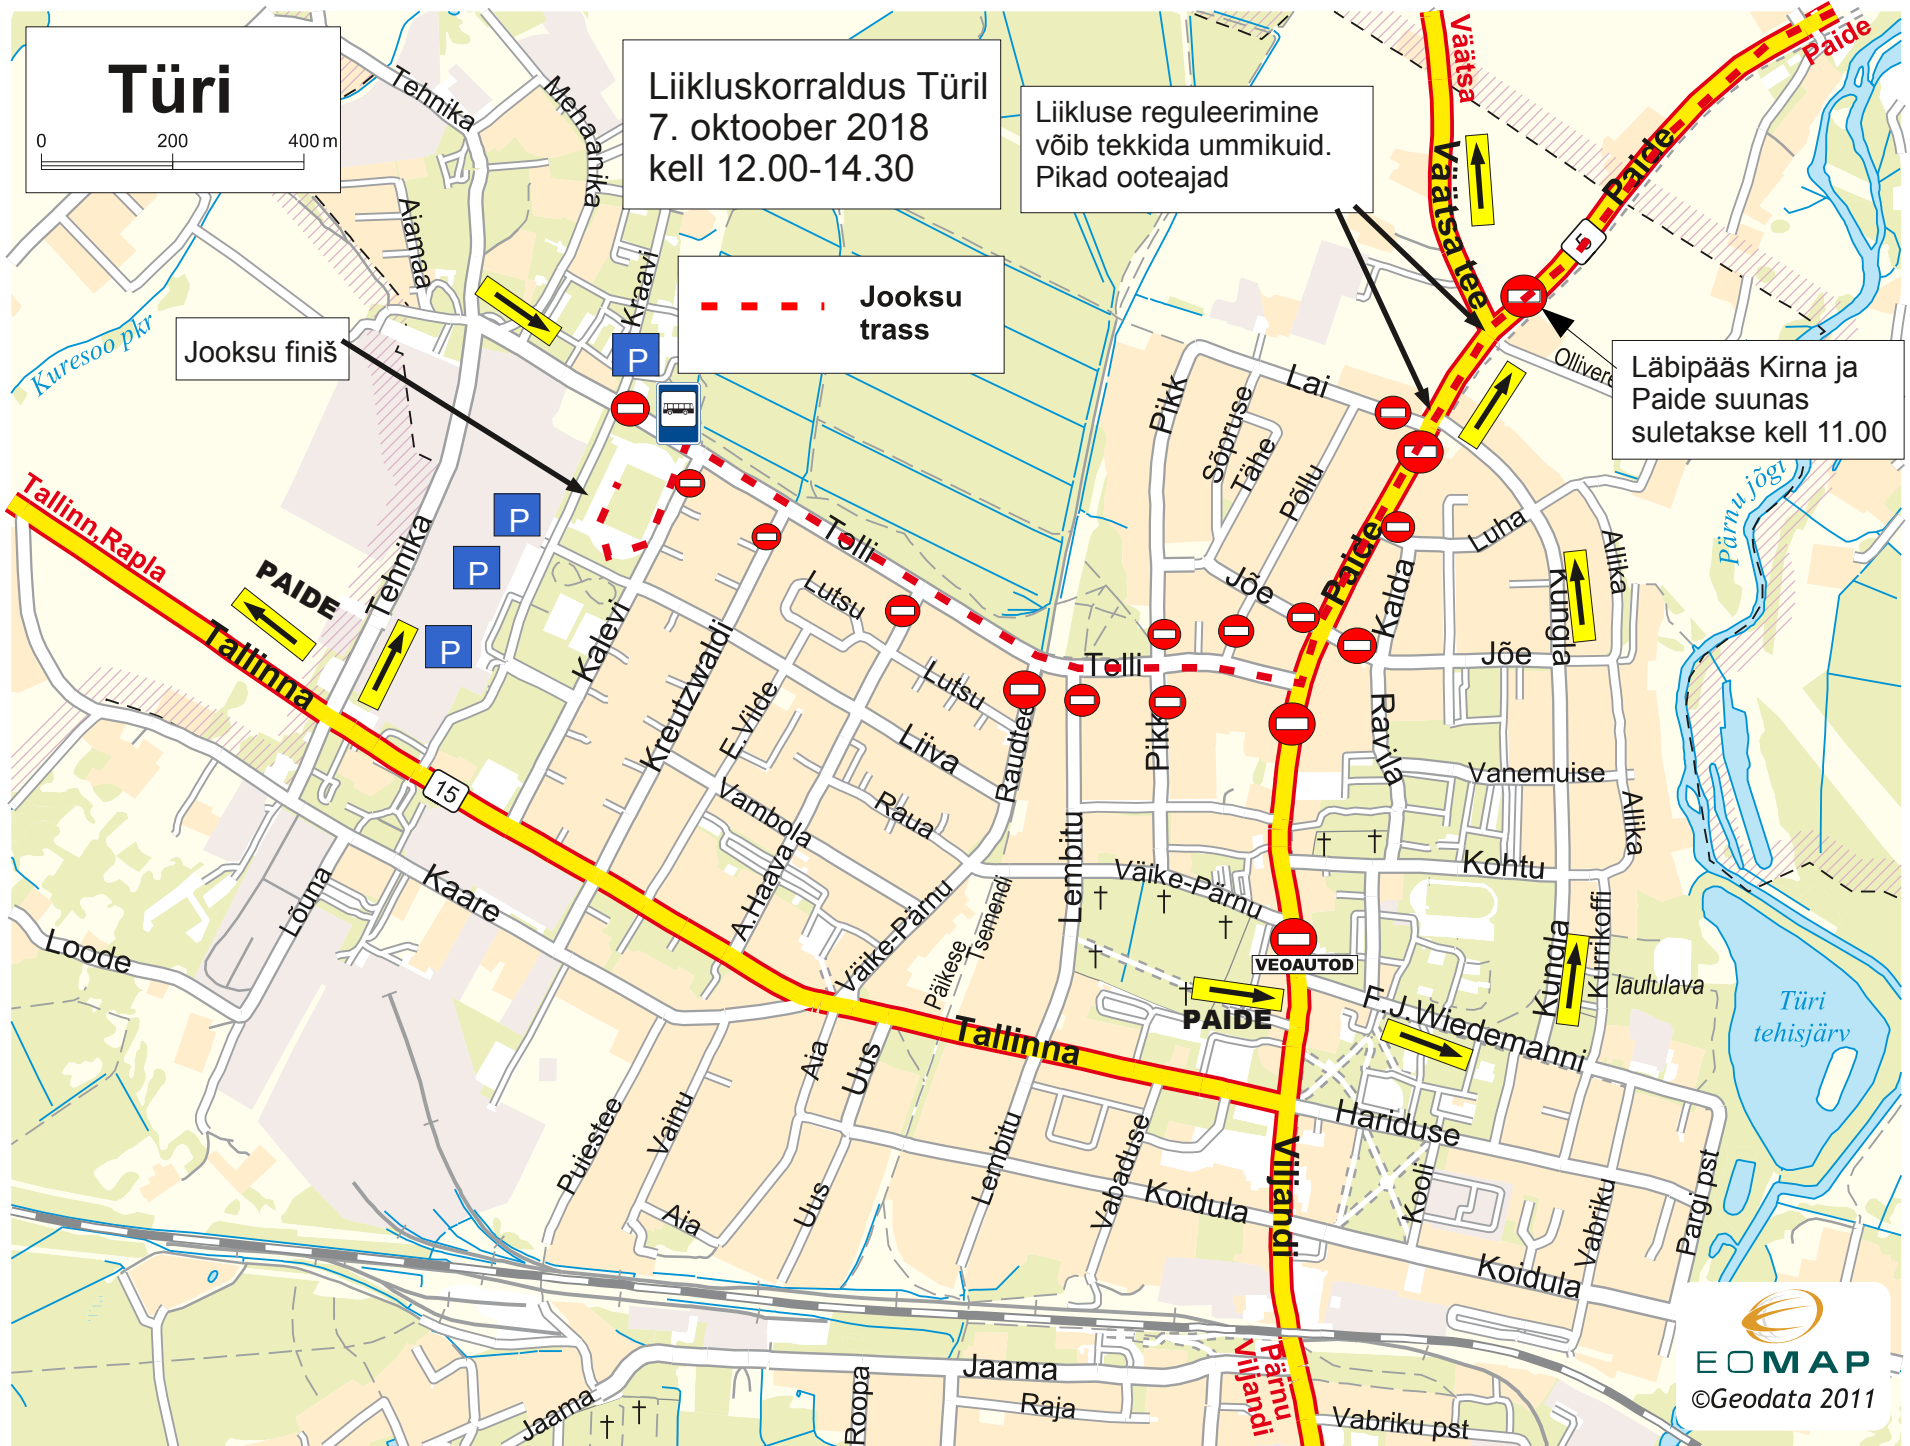 Türi
0 200 400 m
Liikluskorraldus Türil
7. oktoober 2018
kell 12.00-14.30
Liikluse reguleerimine
võib tekkida ummikuid.
Pikad ooteajad
Jooksu
trass
Jooksu finiš
Läbipääs Kirna ja
Paide suunas
suletakse kell 11.00
Väätsa
Paide
Tehnika
Mehaanika
Aiamaa
Kraavi
Väätsa tee
Paide
5
Kuresoo pkr
P
Ollivere
Lai
Pikk
Sõpruse
Tähe
Põllu
Pärnu jõgi
Tallinn,Rapla
P
P
P
PAIDE
Tehnika
Tallinna
Tolli
Lutsu
Jõe
Paide
Kalda
Luha
Allika
Kungla
Kalevi
Kreutzwaldi
E.Vilde
Lutsu
Tolli
Jõe
Liiva
Raudtee
Pikk
Ravila
Vanemuise
15
Vambola
Raua
Allika
Lembitu
Väike-Pärnu
Kohtu
Kaare
Lõuna
A.Haava
Väike-Pärnu
Tsemendi
Päikese
Loode
VEOAUTOD
PAIDE
F.J.Wiedemanni
Kungla
Kurrikoffi
laululava
Türi
tehisjärv
Tallinna
Aia
Uus
Puiestee
Vainu
Lembitu
Vabaduse
Hariduse
Kooli
Viljandi
Koidula
Aia
Uus
Vabriku
Pargi pst
Koidula
Jaama
Jaama
Roopa
Raja
Pärnu
Viljandi
Vabriku pst
EOMAP
©Geodata 2011